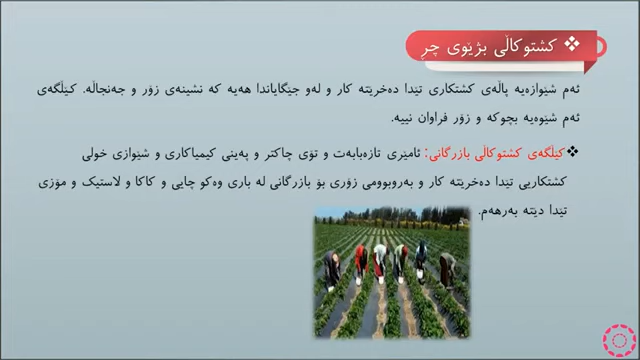 ❖ کشتوکاڵی بژێوی چڕ
ئەم شێوازەیە پاڵەی کشتکاری تێدا دەخرێتە کار و لەو جێگایاندا هەیە کە نشینەی زۆر و جەنجاڵە. کێڵگەی
ئەم شێوەیە بچوکە و زۆر فراوان نییە.
❖کێڵگەی کشتوکاڵی بازرگانی: ئامێری تازەبابەت و تۆی چاکتر و پەینی کیمیاکاری و شێوازی خولی
کشتکاریی تێدا دەخرێتە کار و بەروبوومی زۆری بۆ بازرگانی لە باری وەکو چایی و کاکا و لاستیک و مۆزی
تێدا دێتە بەرهەم.